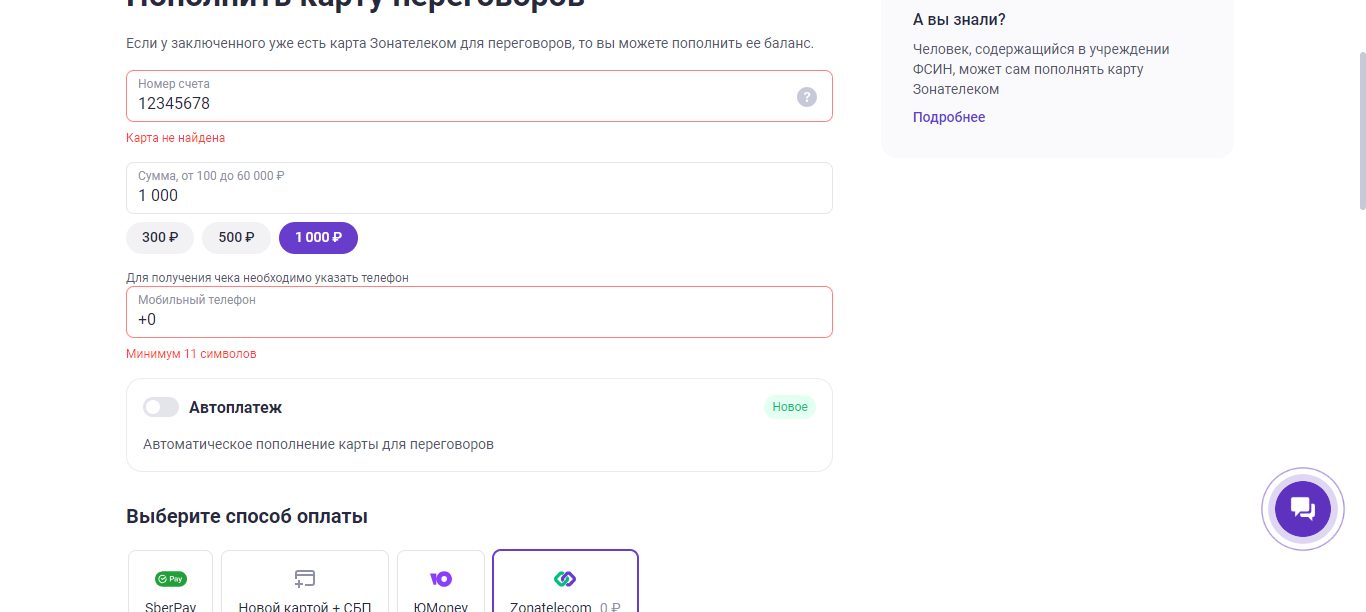 Пополнить карту переговоров
Если у заключенного уже есть карта Зонателеком для переговоров, то вы можете пополнить ее баланс.
Номер счета
12345678
?
Карта не найдена
Сумма, от 100 до 60 000 ₽
1 000
300 ₽ 500 ₽ 1 000 ₽
Для получения чека необходимо указать телефон
Мобильный телефон
+0
Минимум 11 символов
Автоплатеж Новое
Автоматическое пополнение карты для переговоров
Выберите способ оплаты
Pay Ю
SberPay Новой картой + СБП ЮMoney Zonatelecom 0 ₽
А вы знали?
Человек, содержащийся в учреждении
ФСИН, может сам пополнять карту
Зонателеком
Подробнее